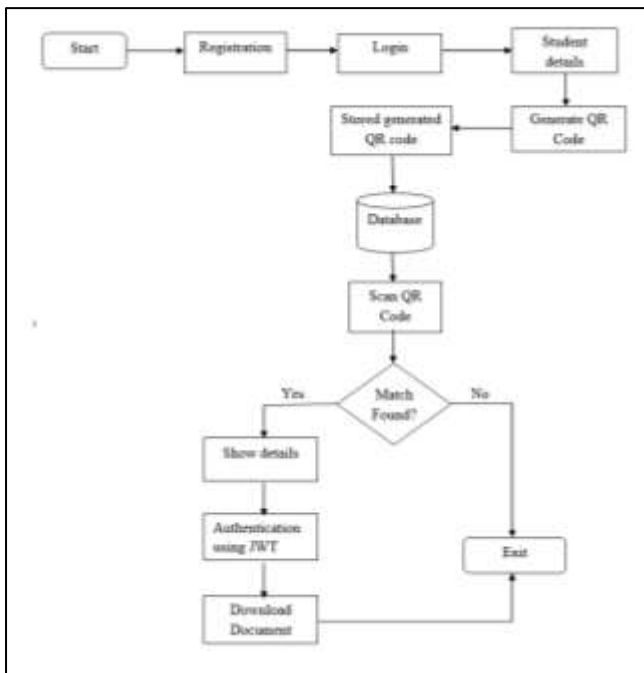 Start
Registration
Login
Student
details
Stored generated
QR code
Generate QR
Code
Database
Scan QR
Code
Match
Found?
Yes
No
Show details
Authentication
using JWT
Exit
Download
Document